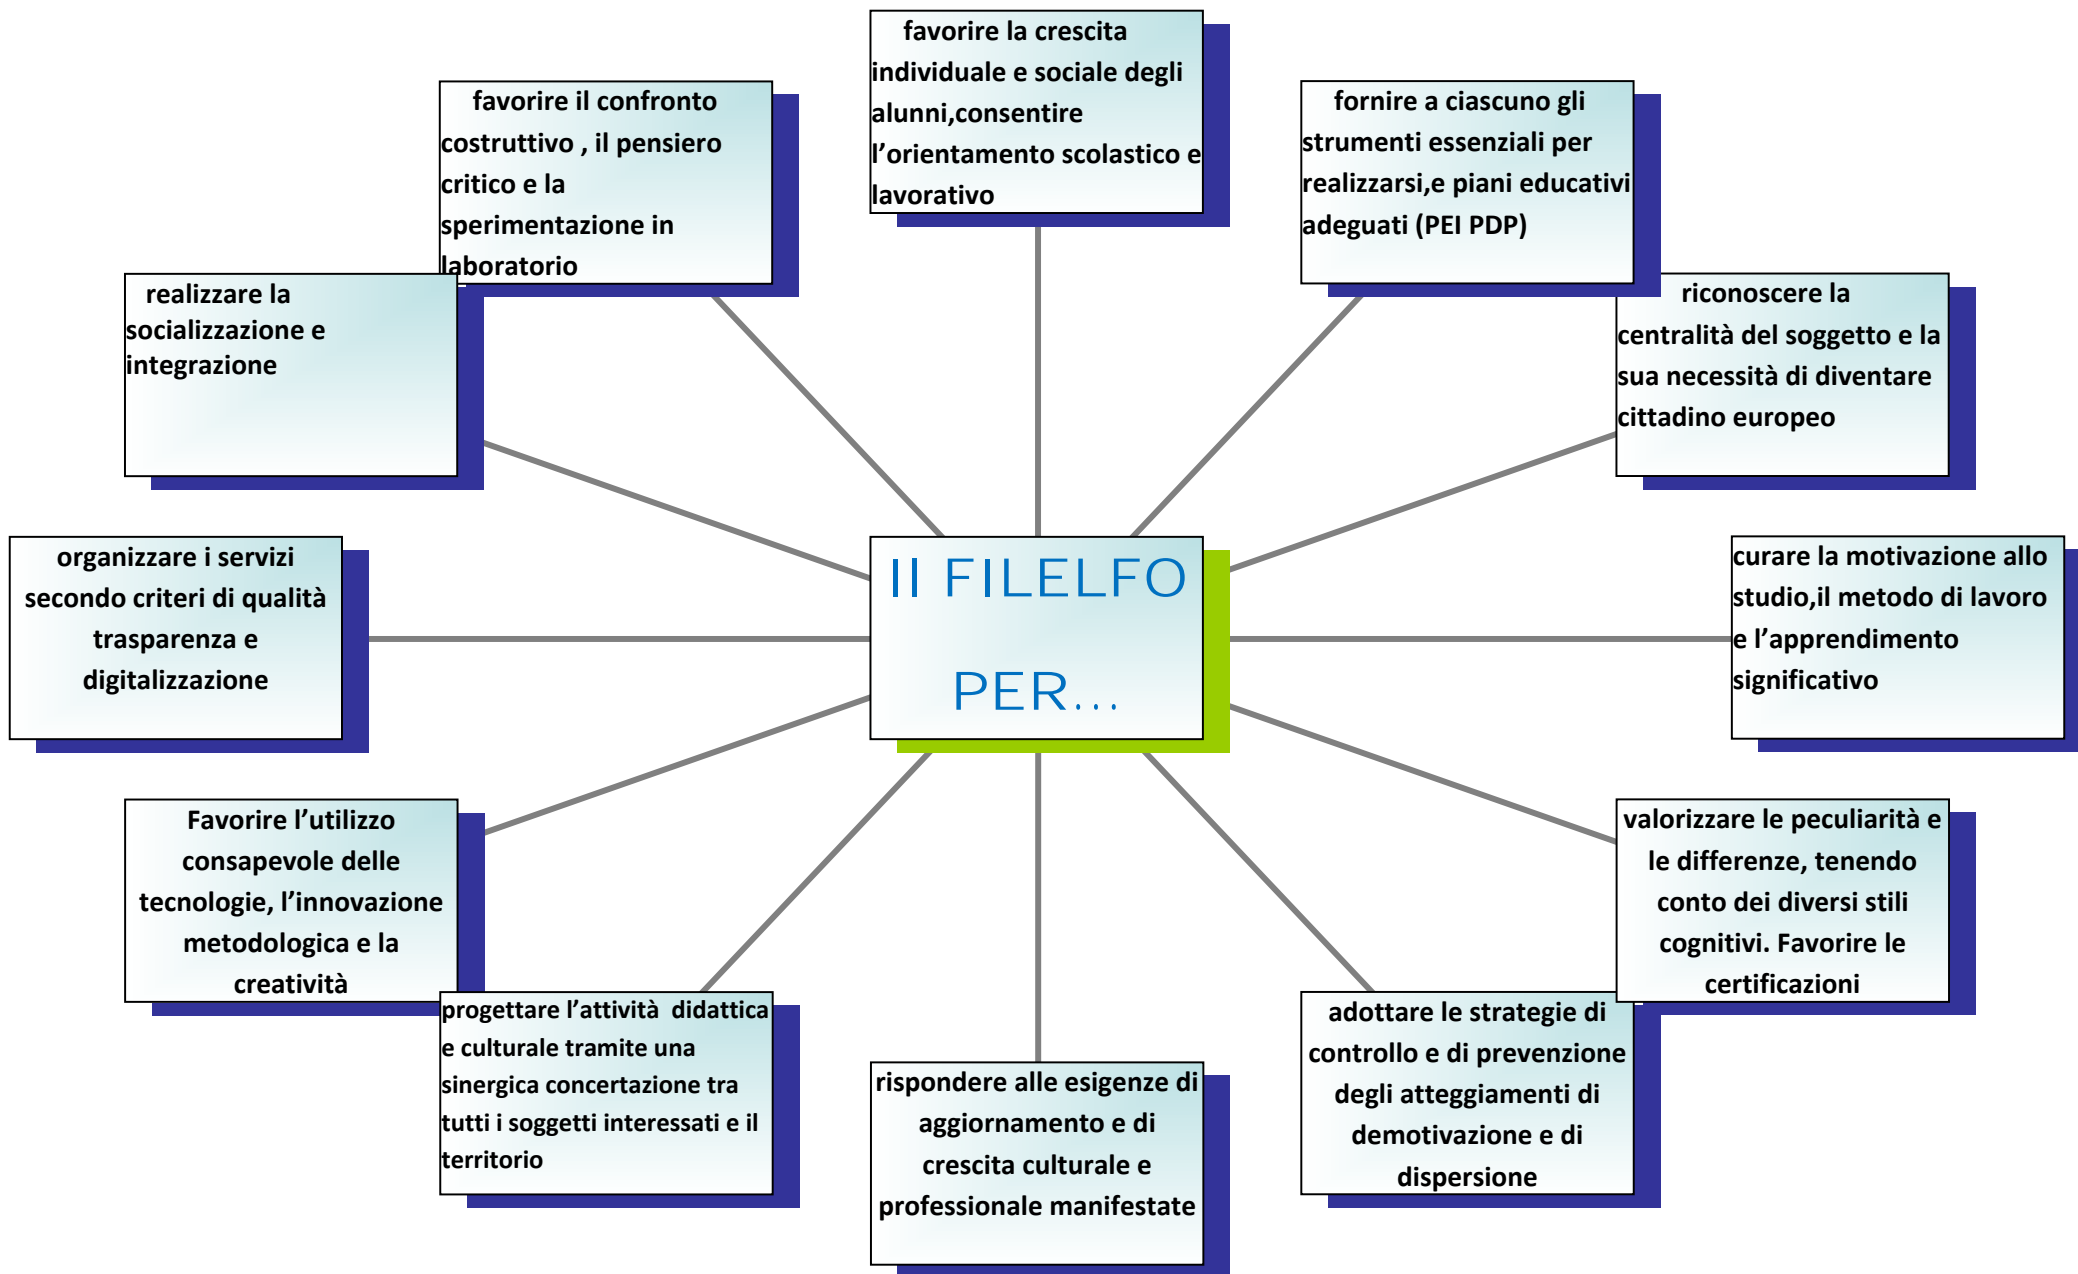 favorire la crescita
individuale e sociale degli
alunni,consentire
l’orientamento scolastico e
lavorativo
fornire a ciascuno gli
strumenti essenziali per
realizzarsi,e piani educativi
adeguati (PEI PDP)
riconoscere la
centralità del soggetto e la
sua necessità di diventare
cittadino europeo
curare la motivazione allo
studio,il metodo di lavoro
e l’apprendimento
significativo
valorizzare le peculiarità e
le differenze, tenendo
conto dei diversi stili
cognitivi. Favorire le
certificazioni
adottare le strategie di
controllo e di prevenzione
degli atteggiamenti di
demotivazione e di
dispersione
rispondere alle esigenze di
aggiornamento e di
crescita culturale e
professionale manifestate
progettare l’attività  didattica
e culturale tramite una
sinergica concertazione tra
tutti i soggetti interessati e il
territorio
Favorire l’utilizzo
consapevole delle
tecnologie, l’innovazione
metodologica e la
creatività
organizzare i servizi
secondo criteri di qualità
trasparenza e
digitalizzazione
realizzare la
socializzazione e
integrazione
favorire il confronto
costruttivo , il pensiero
critico e la
sperimentazione in
laboratorio
Il FILELFO
PER...